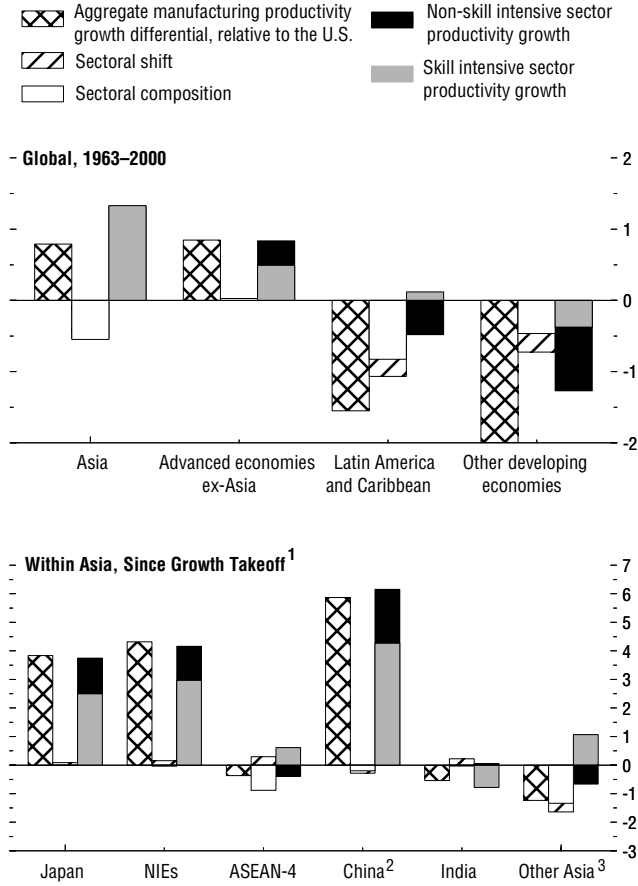 Aggregate manufacturing productivity
growth differential, relative to the U.S.
Sectoral shift
Sectoral composition
Non-skill intensive sector
productivity growth
Skill intensive sector
productivity growth
Global, 1963–2000
2
1
0
-1
-2
Asia
Advanced economies
ex-Asia
Latin America
and Caribbean
Other developing
economies
Within Asia, Since Growth Takeoff1
7
6
5
4
3
2
1
0
-1
-2
-3
Japan
NIEs
ASEAN-4
China2
India
Other Asia3